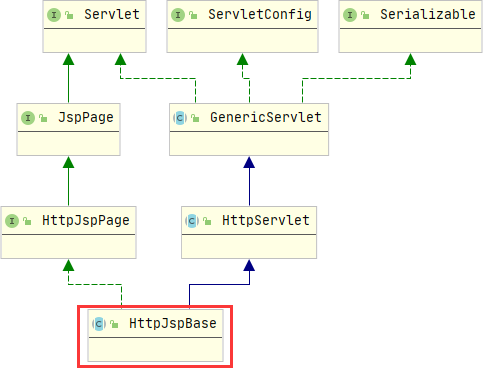 I Servlet
I ServletConfig
I Serializable
I JspPage
C GenericServlet
I HttpJspPage
C HttpServlet
C HttpJspBase